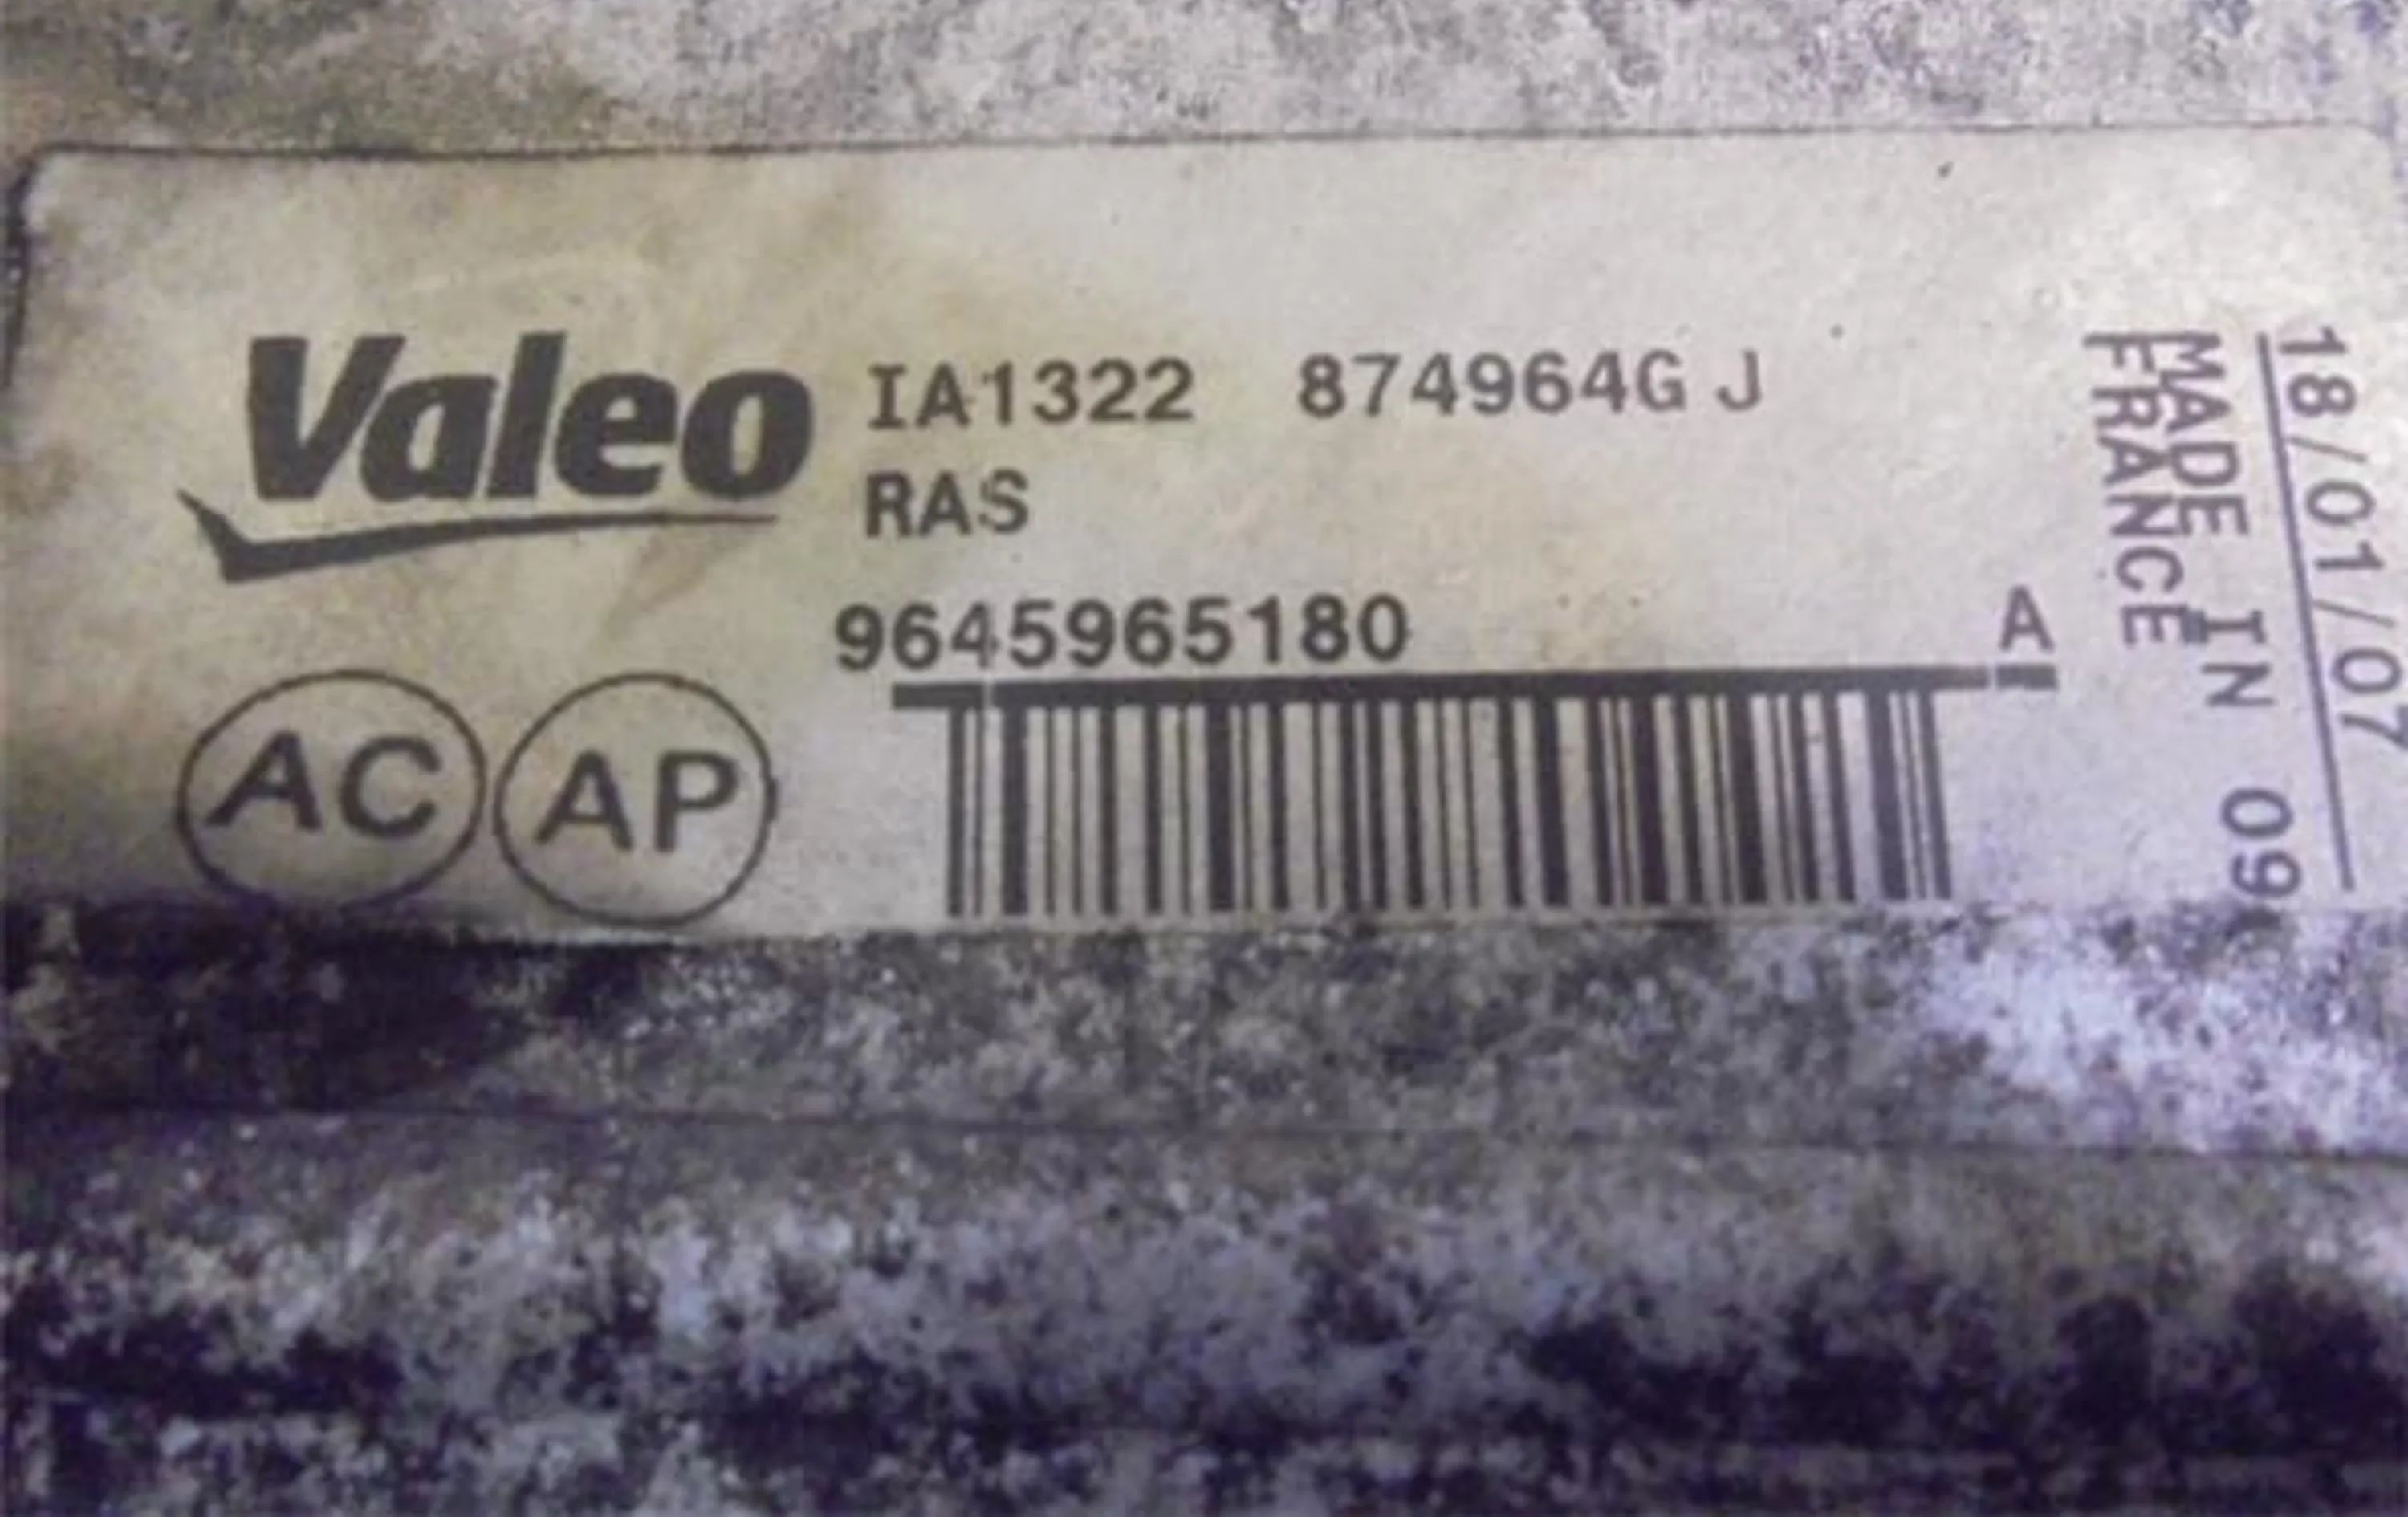 Valeo
IA1322 874964G J
RAS
9645965180
A
AC AP
18/01/07
MADE IN 09
FRANCE